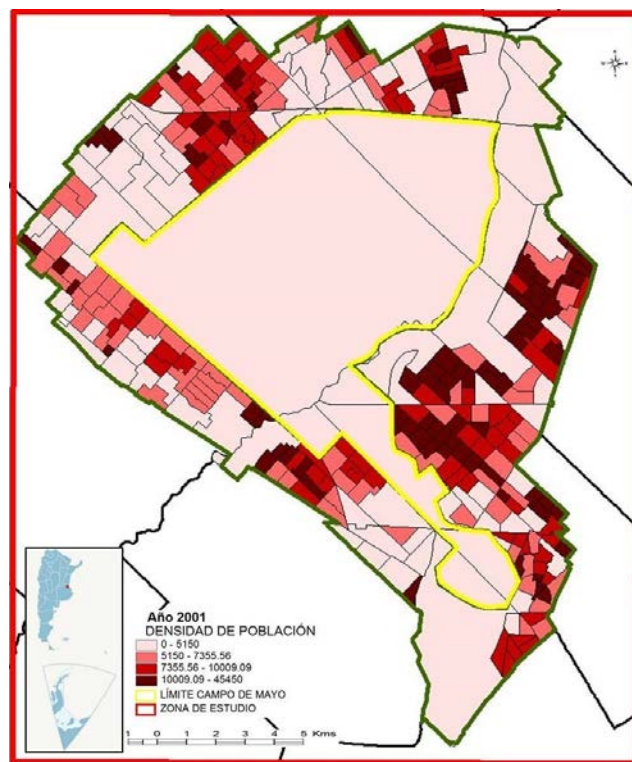 Año 2001
DENSIDAD DE POBLACIÓN
0 - 5150
5150 - 7355.56
7355.56 - 10009.09
10009.09 - 45450
LÍMITE CAMPO DE MAYO
ZONA DE ESTUDIO
1 0 1 2 3 4 5 Kms